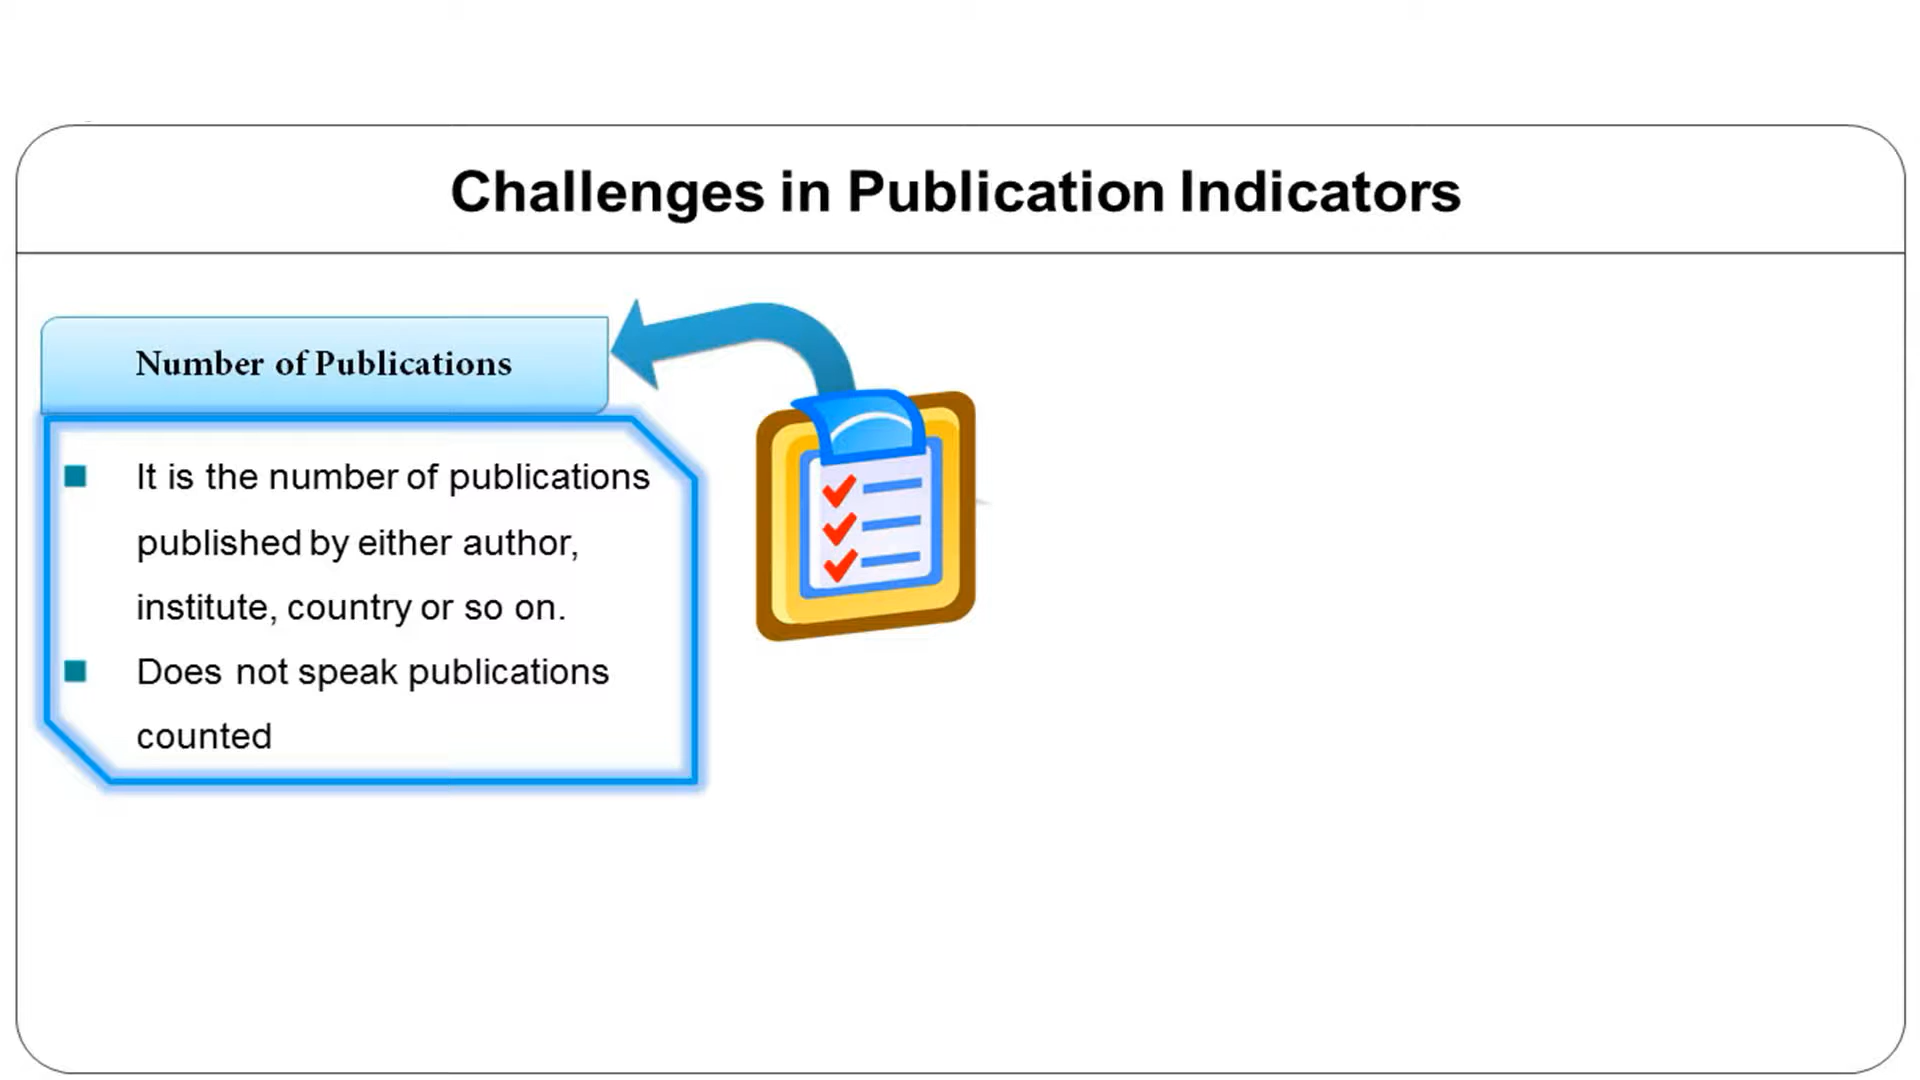 Challenges in Publication Indicators
Number of Publications
It is the number of publications
published by either author,
institute, country or so on.
Does not speak publications
counted